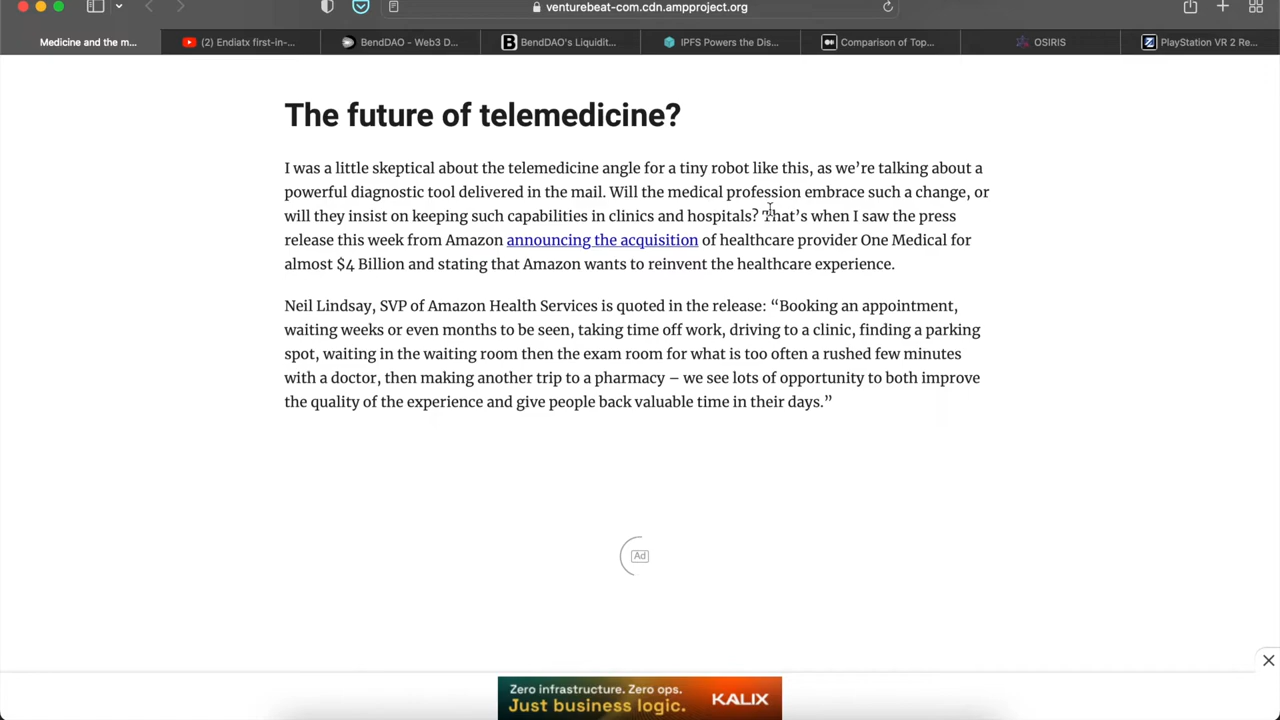 venturebeat-com.cdn.ampproject.org
Medicine and the m...
(2) Endiatx first-in-...
BendDAO - Web3 D...
B BendDAO's Liquidit...
IPFS Powers the Dis...
Comparison of Top...
OSIRIS
Z PlayStation VR 2 Re...
The future of telemedicine?
I was a little skeptical about the telemedicine angle for a tiny robot like this, as we’re talking about a
powerful diagnostic tool delivered in the mail. Will the medical profession embrace such a change, or
will they insist on keeping such capabilities in clinics and hospitals? That’s when I saw the press
release this week from Amazon announcing the acquisition of healthcare provider One Medical for
almost $4 Billion and stating that Amazon wants to reinvent the healthcare experience.
Neil Lindsay, SVP of Amazon Health Services is quoted in the release: “Booking an appointment,
waiting weeks or even months to be seen, taking time off work, driving to a clinic, finding a parking
spot, waiting in the waiting room then the exam room for what is too often a rushed few minutes
with a doctor, then making another trip to a pharmacy – we see lots of opportunity to both improve
the quality of the experience and give people back valuable time in their days.”
Ad
Zero infrastructure. Zero ops.
Just business logic.
KALIX